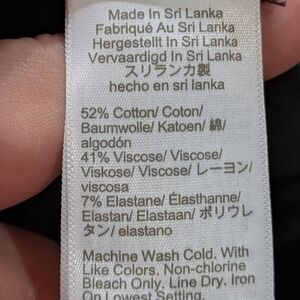 Made In Sri Lanka
Fabriqué Au Sri Lanka
Hergestellt In Sri Lanka
Vervaardigd In Sri Lanka
スリランカ製
hecho en sri lanka
52% Cotton/ Coton/
Baumwolle/ Katoen/ 綿/
algodón
41% Viscose/ Viscose/
Viskose/ Viscose/ レーヨン/
viscosa
7% Elastane/ Élasthanne/
Elastan/ Elastaan/ ポリウレ
タン/ elastano
Machine Wash Cold, With
Like Colors, Non-chlorine
Bleach Only, Line Dry, Iron
On Lowest Setting,